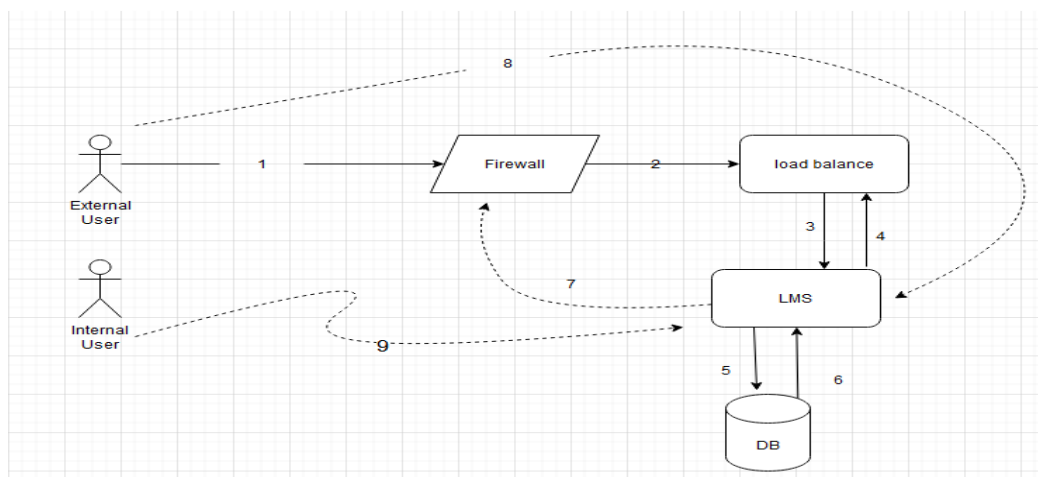 8
1
Firewall
2
load balance
External
User
3
4
7
LMS
Internal
User
9
5
6
DB